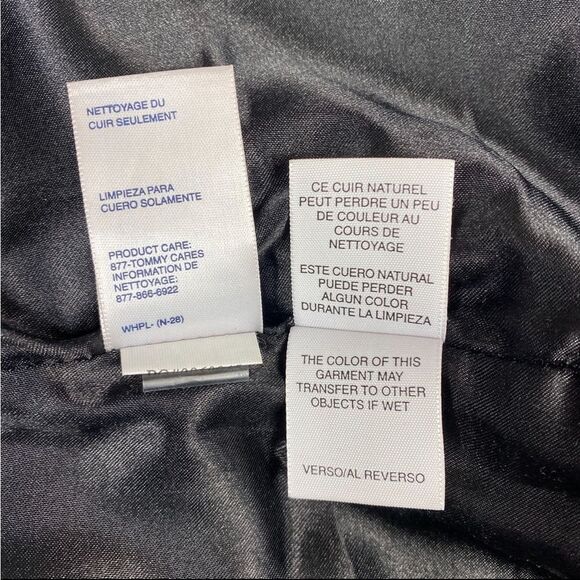 NETTOYAGE DU
CUIR SEULEMENT
LIMPIEZA PARA
CUERO SOLAMENTE
PRODUCT CARE:
877-TOMMY CARES
INFORMATION DE
NETTOYAGE:
877-866-6922
WHPL- (N-28)
CE CUIR NATUREL
PEUT PERDRE UN PEU
DE COULEUR AU
COURS DE
NETTOYAGE
ESTE CUERO NATURAL
PUEDE PERDER
ALGUN COLOR
DURANTE LA LIMPIEZA
THE COLOR OF THIS
GARMENT MAY
TRANSFER TO OTHER
OBJECTS IF WET
VERSO/AL REVERSO